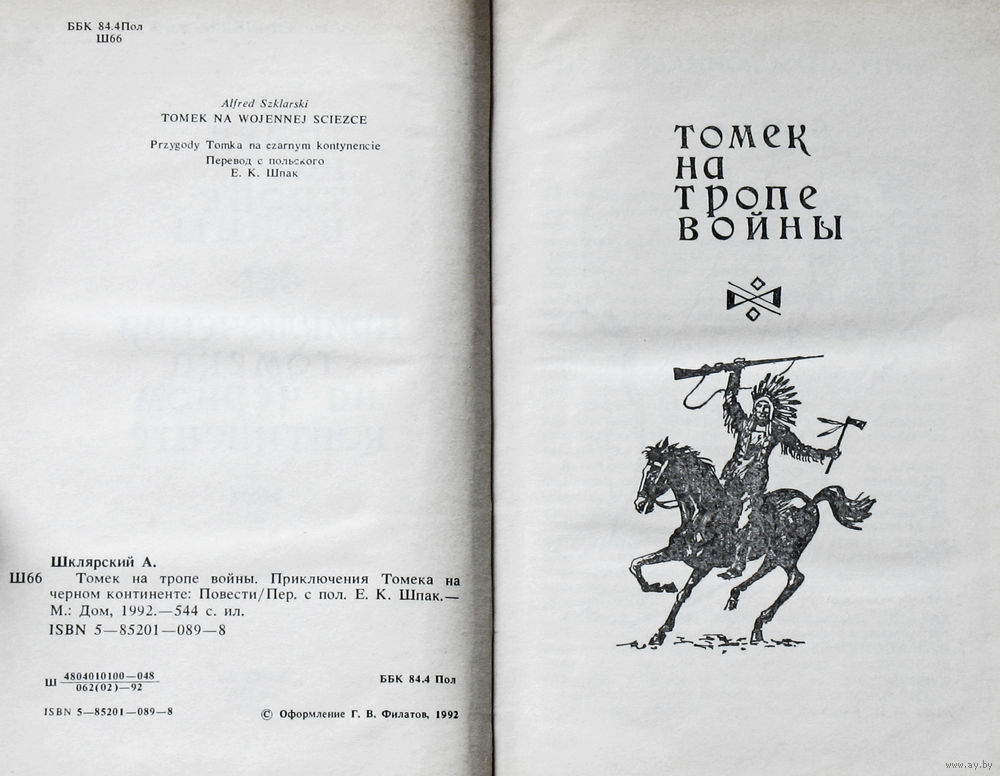 ББК 84.4Пол
Ш66
Alfred Szklarski
TOMEK NA WOJENNEJ SCIEZCE
Przygody Tomka na czarnym kontynencie
Перевод с польского
Е. К. Шпак
Шклярский А.
Ш66 Томек на тропе войны. Приключения Томека на
черном континенте: Повести/Пер. с пол. Е. К. Шпак.—
М.: Дом, 1992.—544 с. ил.
ISBN 5—85201—089—8
Ш 4804010100—048
062(02)—92
ББК 84.4 Пол
ISBN 5—85201—089—8
© Оформление Г. В. Филатов, 1992
ТОМЕК
НА
ТРОПЕ
ВОЙНЫ
www.ay.by